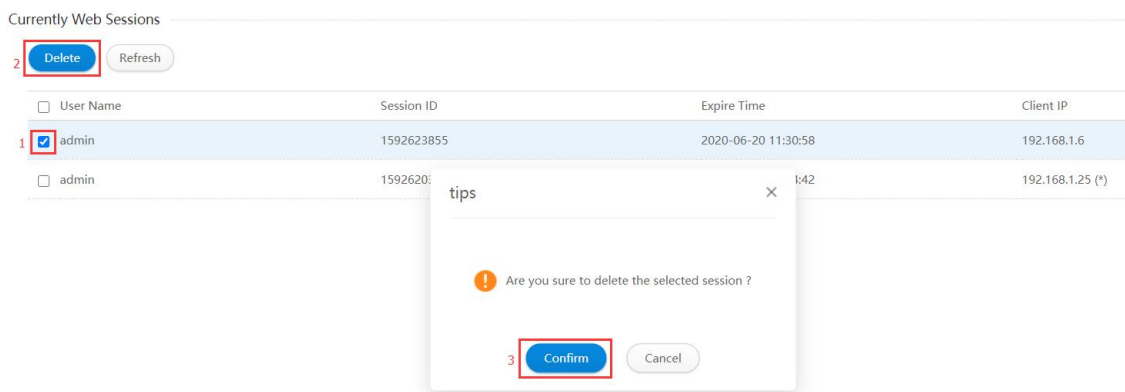 Currently Web Sessions
2 Delete Refresh
User Name Session ID Expire Time Client IP
1 admin 1592623855 2020-06-20 11:30:58 192.168.1.6
admin 1592620 :42 192.168.1.25 (*)
tips
Are you sure to delete the selected session ?
3 Confirm Cancel